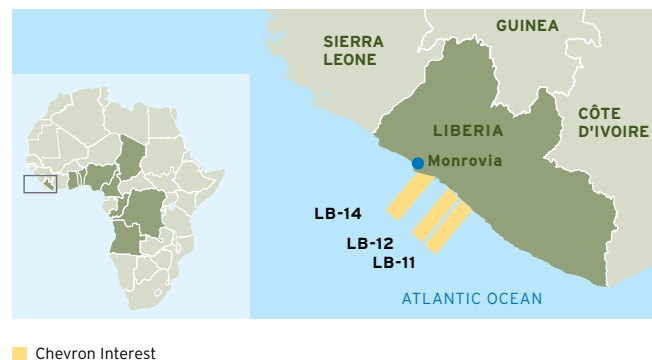 GUINEA
SIERRA
LEONE
CÔTE
D'IVOIRE
LIBERIA
Monrovia
LB-14
LB-12
LB-11
ATLANTIC OCEAN
Chevron Interest